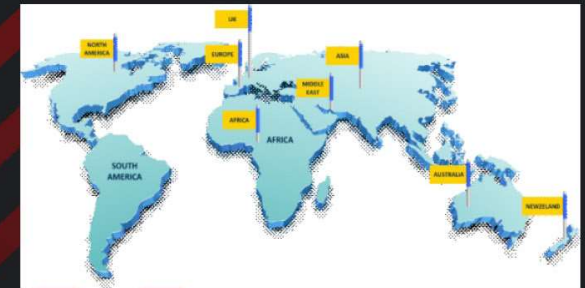 UK
NORTH
AMERICA
EUROPE
ASIA
MIDDLE
EAST
AFRICA
AFRICA
SOUTH
AMERICA
AUSTRALIA
NEWZELAND